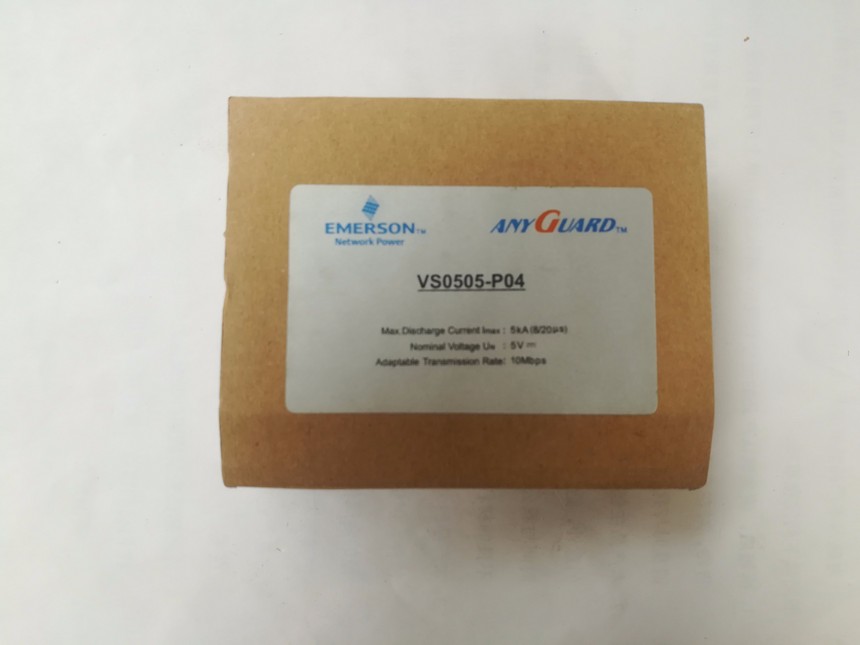 EMERSON™
Network Power
ANYGUARD™
VS0505-P04
Max.Discharge Current Imax : 5kA(8/20μs)
Nominal Voltage UN : 5V⎓
Adaptable Transmission Rate: 10Mbps